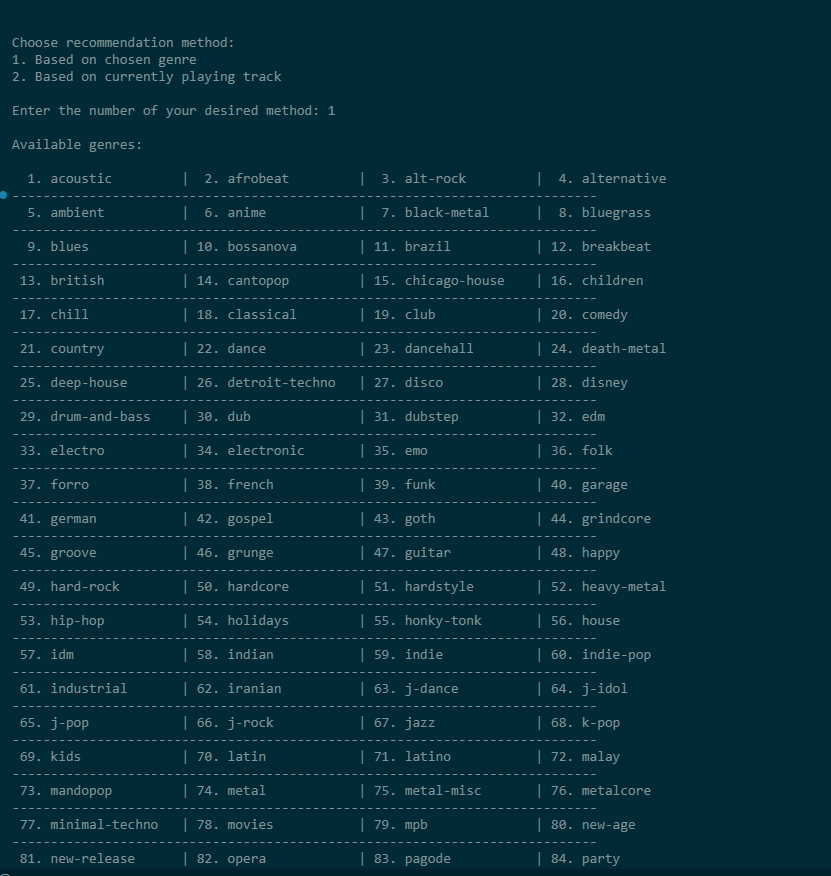 Choose recommendation method:
1. Based on chosen genre
2. Based on currently playing track
Enter the number of your desired method: 1
Available genres:
1. acoustic | 2. afrobeat | 3. alt-rock | 4. alternative
----------------------------------------------------------------------------
5. ambient | 6. anime | 7. black-metal | 8. bluegrass
----------------------------------------------------------------------------
9. blues | 10. bossanova | 11. brazil | 12. breakbeat
----------------------------------------------------------------------------
13. british | 14. cantopop | 15. chicago-house | 16. children
----------------------------------------------------------------------------
17. chill | 18. classical | 19. club | 20. comedy
----------------------------------------------------------------------------
21. country | 22. dance | 23. dancehall | 24. death-metal
----------------------------------------------------------------------------
25. deep-house | 26. detroit-techno | 27. disco | 28. disney
----------------------------------------------------------------------------
29. drum-and-bass | 30. dub | 31. dubstep | 32. edm
----------------------------------------------------------------------------
33. electro | 34. electronic | 35. emo | 36. folk
----------------------------------------------------------------------------
37. forro | 38. french | 39. funk | 40. garage
----------------------------------------------------------------------------
41. german | 42. gospel | 43. goth | 44. grindcore
----------------------------------------------------------------------------
45. groove | 46. grunge | 47. guitar | 48. happy
----------------------------------------------------------------------------
49. hard-rock | 50. hardcore | 51. hardstyle | 52. heavy-metal
----------------------------------------------------------------------------
53. hip-hop | 54. holidays | 55. honky-tonk | 56. house
----------------------------------------------------------------------------
57. idm | 58. indian | 59. indie | 60. indie-pop
----------------------------------------------------------------------------
61. industrial | 62. iranian | 63. j-dance | 64. j-idol
----------------------------------------------------------------------------
65. j-pop | 66. j-rock | 67. jazz | 68. k-pop
----------------------------------------------------------------------------
69. kids | 70. latin | 71. latino | 72. malay
----------------------------------------------------------------------------
73. mandopop | 74. metal | 75. metal-misc | 76. metalcore
----------------------------------------------------------------------------
77. minimal-techno | 78. movies | 79. mpb | 80. new-age
----------------------------------------------------------------------------
81. new-release | 82. opera | 83. pagode | 84. party